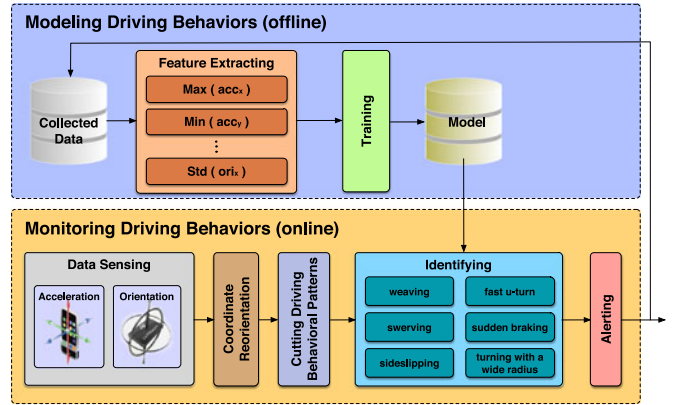 Modeling Driving Behaviors (offline)
Collected
Data
Feature Extracting
Max ( accₓ )
Min ( accᵧ )
⋮
Std ( oriₓ )
Training
Model
Monitoring Driving Behaviors (online)
Data Sensing
Acceleration
Orientation
Coordinate
Reorientation
Cutting Driving
Behavioral Patterns
Identifying
weaving
fast u-turn
swerving
sudden braking
sideslipping
turning with a
wide radius
Alerting